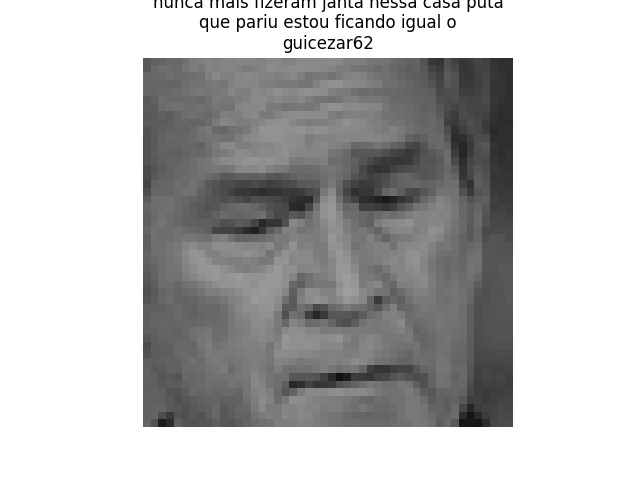 nunca mais fizeram janta nessa casa puta
que pariu estou ficando igual o
guicezar62